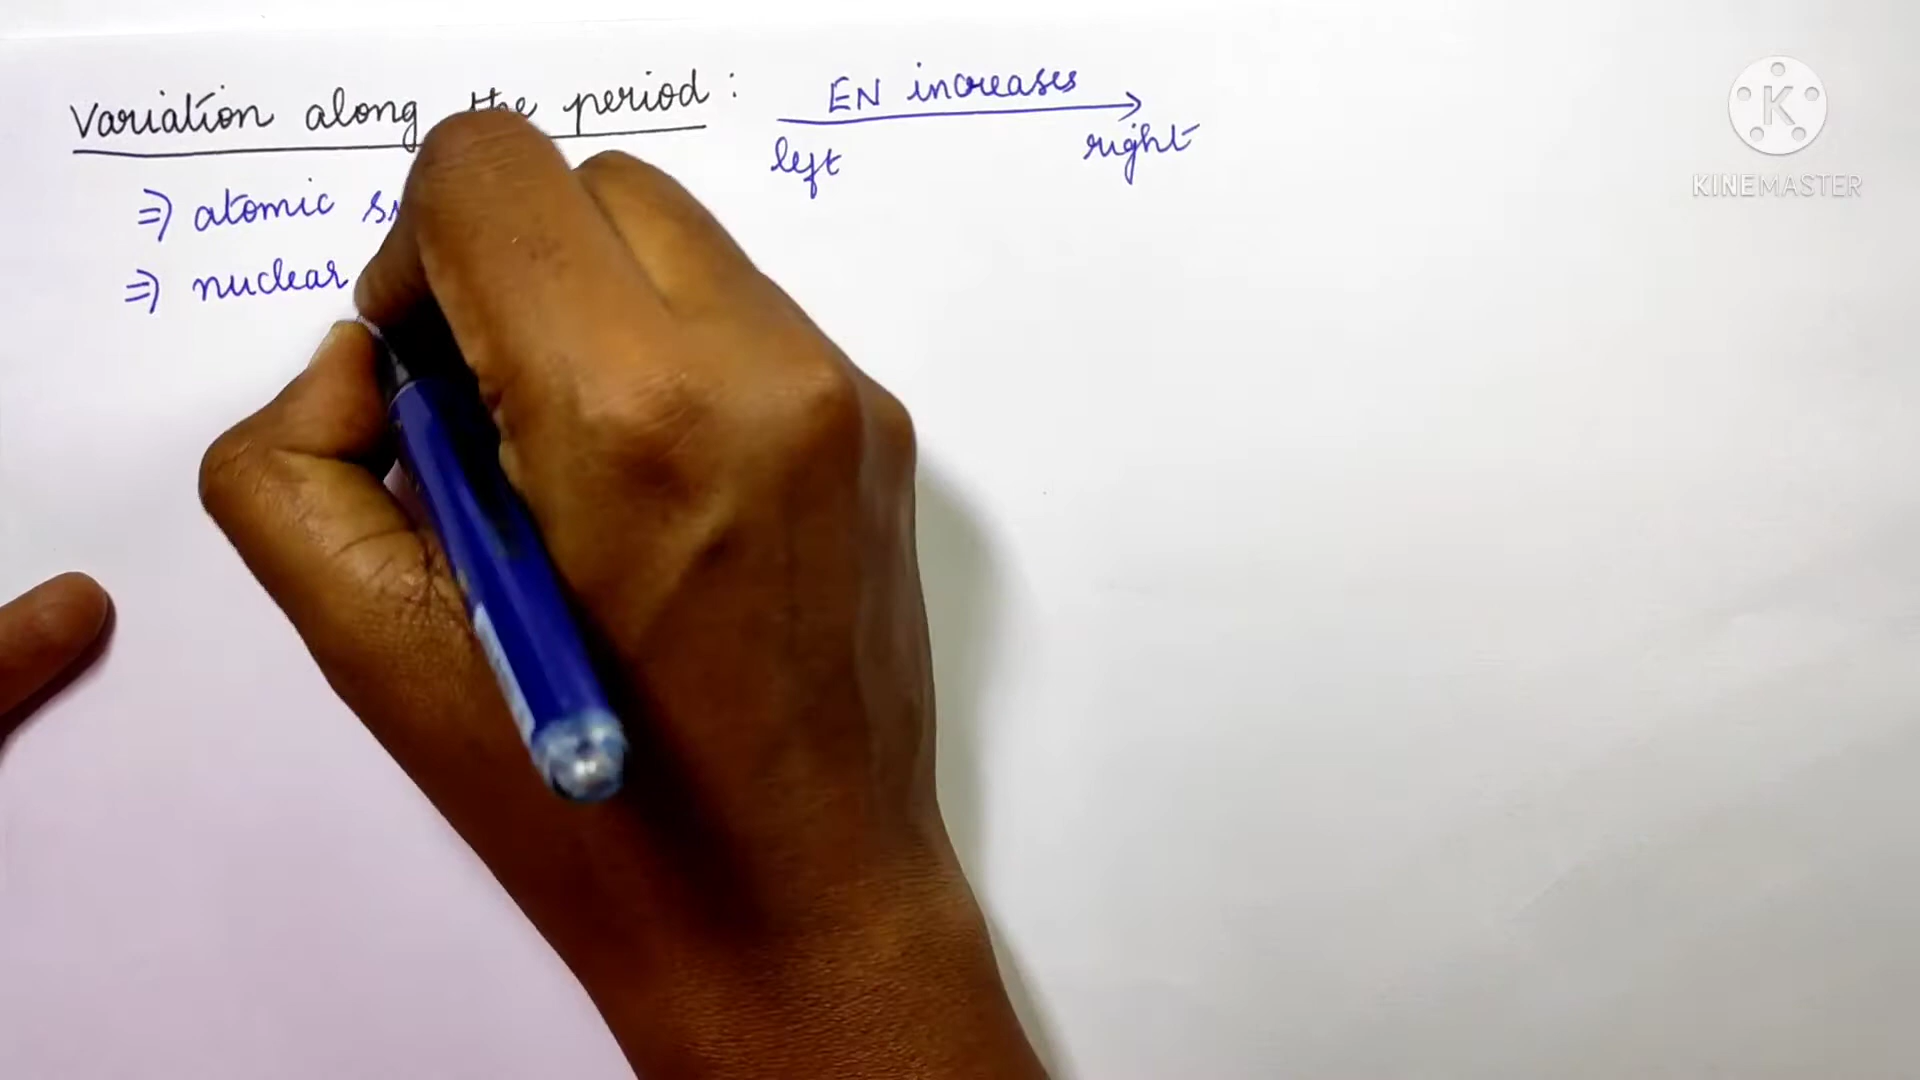 Variation along the period :
EN increases
left right
⇒ atomic
⇒ nuclear
K
KINEMASTER